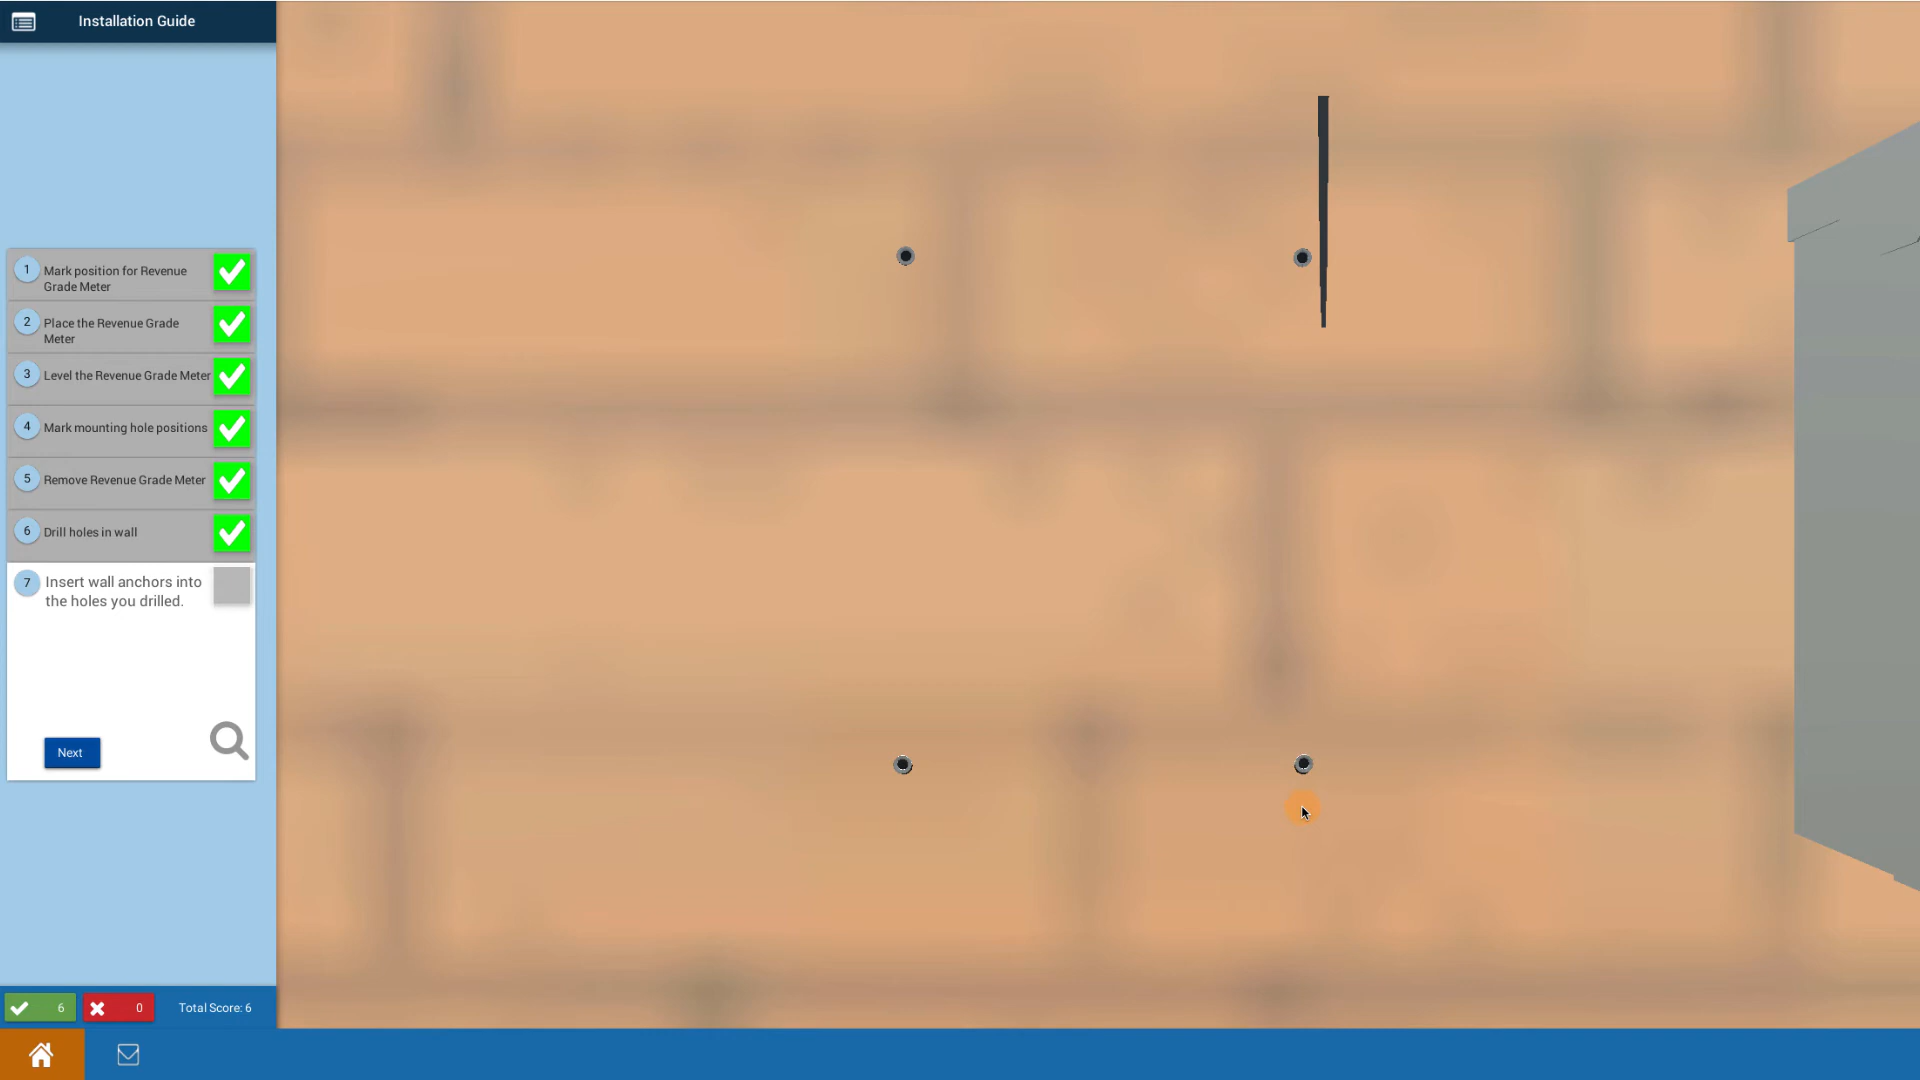 Installation Guide
1
Mark position for Revenue
Grade Meter
2
Place the Revenue Grade
Meter
3
Level the Revenue Grade Meter
4
Mark mounting hole positions
5
Remove Revenue Grade Meter
6
Drill holes in wall
7
Insert wall anchors into
the holes you drilled.
Next
6
0
Total Score: 6